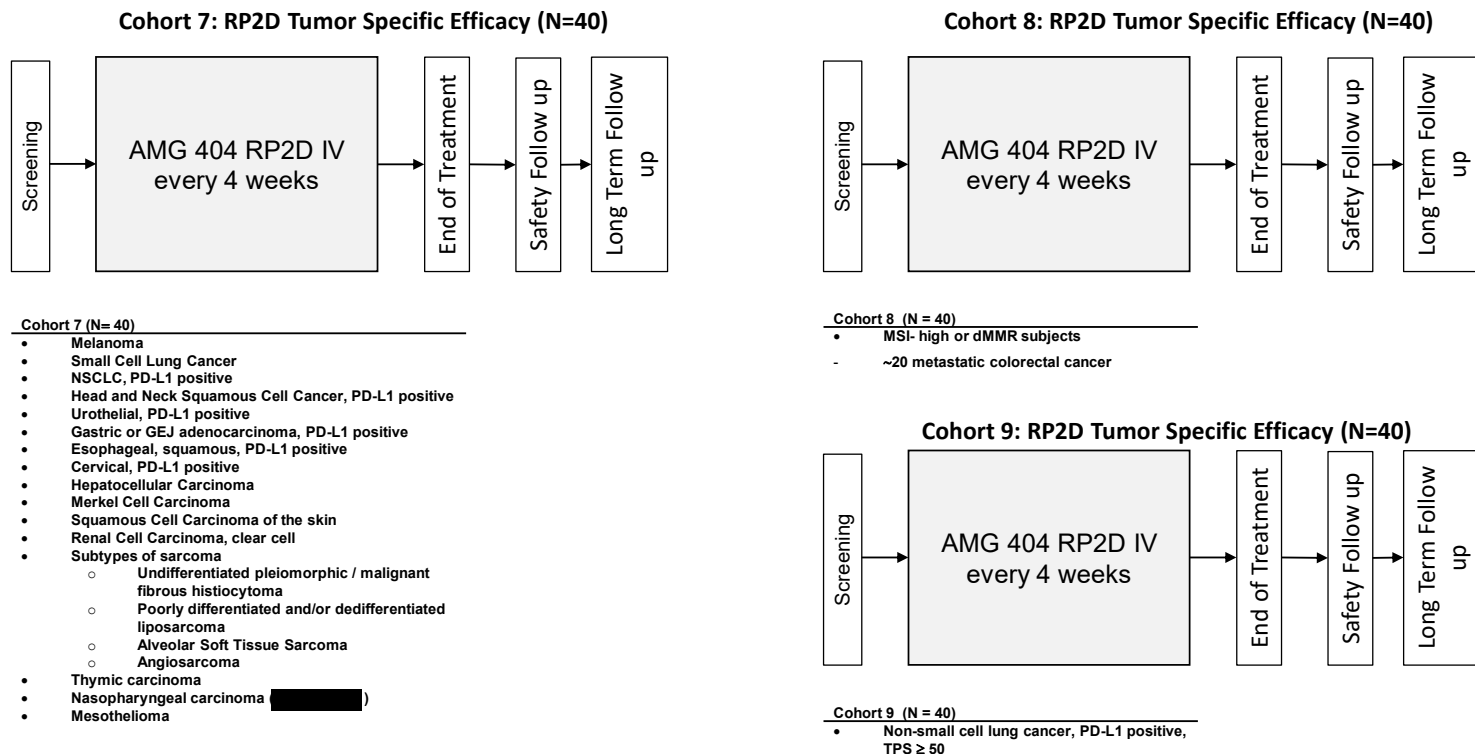 Cohort 7: RP2D Tumor Specific Efficacy (N=40)
Screening
AMG 404 RP2D IV
every 4 weeks
End of Treatment
Safety Follow up
Long Term Follow
up
Cohort 7 (N= 40)
• Melanoma
• Small Cell Lung Cancer
• NSCLC, PD-L1 positive
• Head and Neck Squamous Cell Cancer, PD-L1 positive
• Urothelial, PD-L1 positive
• Gastric or GEJ adenocarcinoma, PD-L1 positive
• Esophageal, squamous, PD-L1 positive
• Cervical, PD-L1 positive
• Hepatocellular Carcinoma
• Merkel Cell Carcinoma
• Squamous Cell Carcinoma of the skin
• Renal Cell Carcinoma, clear cell
• Subtypes of sarcoma
o Undifferentiated pleiomorphic / malignant
fibrous histiocytoma
o Poorly differentiated and/or dedifferentiated
liposarcoma
o Alveolar Soft Tissue Sarcoma
o Angiosarcoma
• Thymic carcinoma
• Nasopharyngeal carcinoma ( )
• Mesothelioma
Cohort 8: RP2D Tumor Specific Efficacy (N=40)
Screening
AMG 404 RP2D IV
every 4 weeks
End of Treatment
Safety Follow up
Long Term Follow
up
Cohort 8 (N = 40)
• MSI- high or dMMR subjects
- ~20 metastatic colorectal cancer
Cohort 9: RP2D Tumor Specific Efficacy (N=40)
Screening
AMG 404 RP2D IV
every 4 weeks
End of Treatment
Safety Follow up
Long Term Follow
up
Cohort 9 (N = 40)
• Non-small cell lung cancer, PD-L1 positive,
TPS ≥ 50